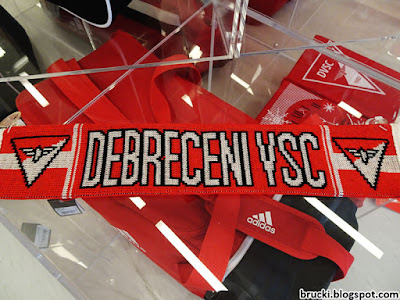 DVSC
DEBRECENI VSC
adidas
brucki.blogspot.com